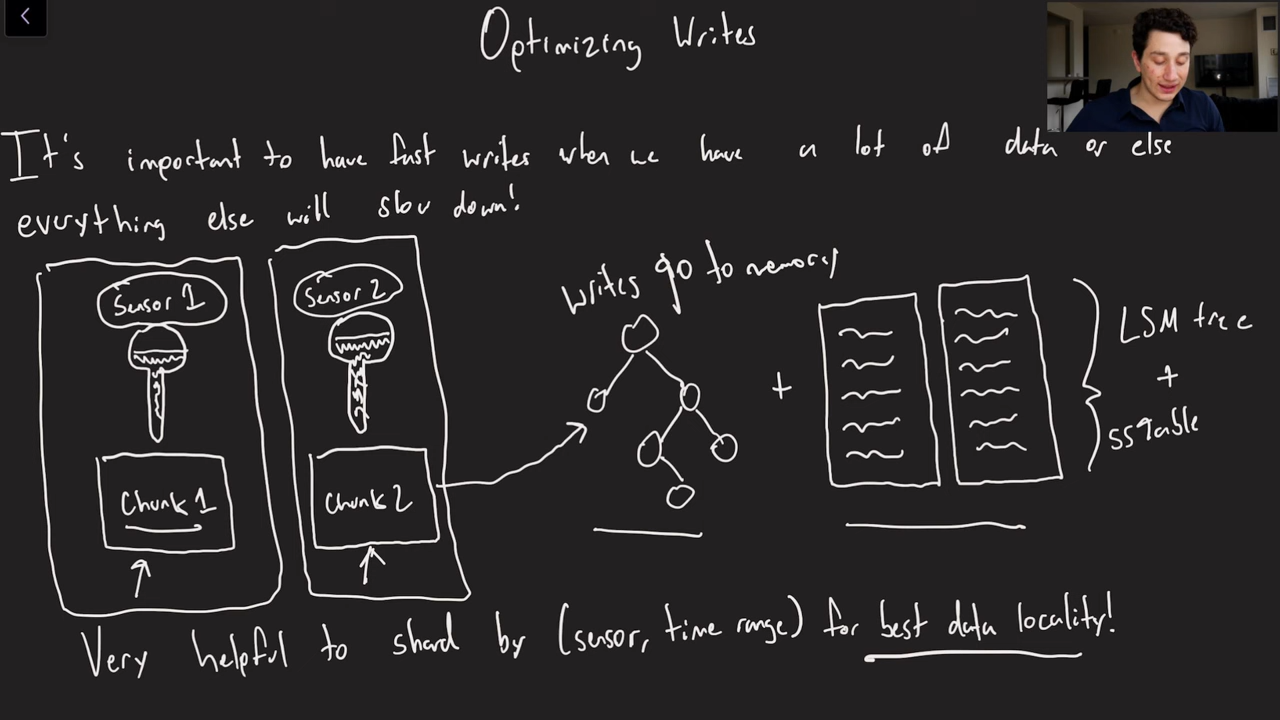 Optimizing Writes
It's important to have fast writes when we have a lot of data or else
everything else will slow down!
Sensor 1
Sensor 2
writes go to memory
LSM tree
+
+
SSTable
Chunk 1
Chunk 2
Very helpful to shard by (sensor, time range) for best data locality!